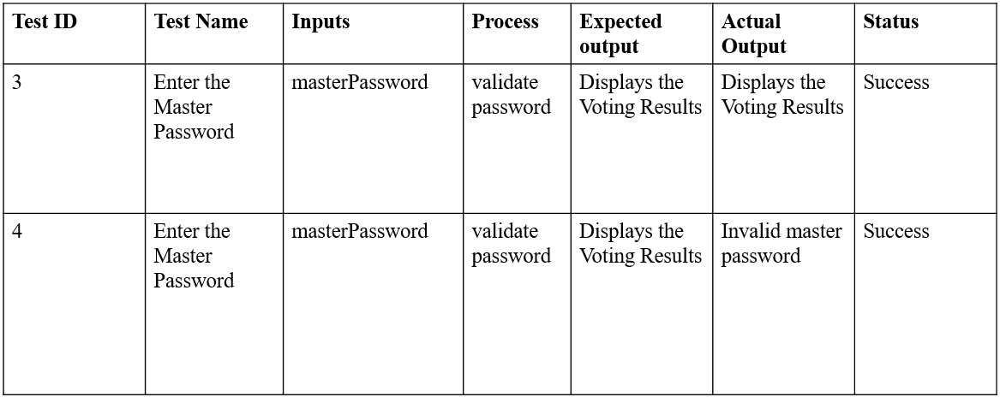 Test ID
Test Name
Inputs
Process
Expected
output
Actual
Output
Status
3
Enter the
Master
Password
masterPassword
validate
password
Displays the
Voting Results
Displays the
Voting Results
Success
4
Enter the
Master
Password
masterPassword
validate
password
Displays the
Voting Results
Invalid master
password
Success